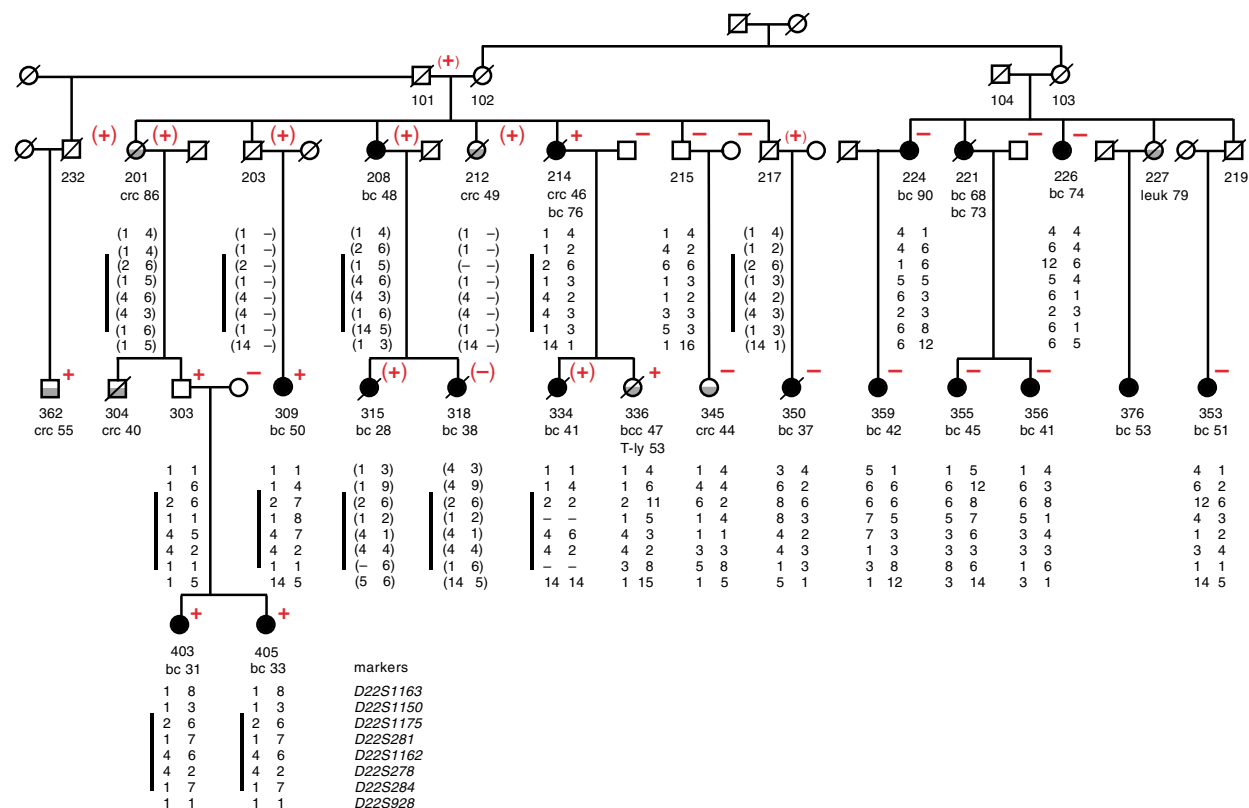 (+)
101 102 104 103
(+) (+) (+) (+) (+) + − − − (+) − − −
232 201 203 208 212 214 215 217 224 221 226 227 219
crc 86 bc 48 crc 49 crc 46 bc 90 bc 68 bc 74 leuk 79
bc 76 bc 73
(1 4) (1 –) (1 4) (1 –) 1 4 1 4 (1 4) 4 1 4 4
(1 4) (1 –) (2 6) (1 –) 1 2 4 2 (1 2) 4 6 6 4
(2 6) (2 –) (1 5) (– –) 2 6 6 6 (2 6) 1 6 12 6
(1 5) (1 –) (4 6) (1 –) 1 3 1 3 (1 3) 5 5 5 4
(4 6) (4 –) (4 3) (4 –) 4 2 1 2 (4 2) 6 3 6 1
(4 3) (4 –) (1 6) (4 –) 4 3 3 3 (4 3) 2 3 2 3
(1 6) (1 –) (14 5) (1 –) 1 3 5 3 (1 3) 6 8 6 1
(1 5) (14 –) (1 3) (14 –) 14 1 1 16 (14 1) 6 12 6 5
+ + − + (+) (−) (+) + − − − − − −
362 304 303 309 315 318 334 336 345 350 359 355 356 376 353
crc 55 crc 40 bc 50 bc 28 bc 38 bc 41 bcc 47 crc 44 bc 37 bc 42 bc 45 bc 41 bc 53 bc 51
T-ly 53
1 1 1 1 (1 3) (4 3) 1 1 1 4 1 4 3 4 5 1 1 5 1 4 4 1
1 6 1 4 (1 9) (4 9) 1 4 1 6 4 4 6 2 6 6 6 12 6 3 6 2
2 6 2 7 (2 6) (2 6) 2 2 2 11 6 2 8 6 6 6 6 6 6 8 12 6
1 1 1 8 (1 2) (1 2) – – 1 5 1 4 8 3 7 5 5 7 5 1 4 3
4 5 4 7 (4 1) (4 1) 4 6 4 3 1 1 4 2 7 3 3 6 3 4 1 2
4 2 4 2 (4 4) (4 4) 4 2 4 2 3 3 4 3 1 3 3 3 3 3 3 4
1 1 1 1 (– 6) (1 6) – – 3 8 5 8 1 3 3 8 8 6 1 6 1 1
1 5 14 5 (5 6) (14 5) 14 14 1 15 1 5 5 1 1 12 3 14 3 1 14 5
+ +
403 405
bc 31 bc 33 markers
1 8 1 8 D22S1163
1 3 1 3 D22S1150
2 6 2 6 D22S1175
1 7 1 7 D22S281
4 6 4 6 D22S1162
4 2 4 2 D22S278
1 7 1 7 D22S284
1 1 1 1 D22S928